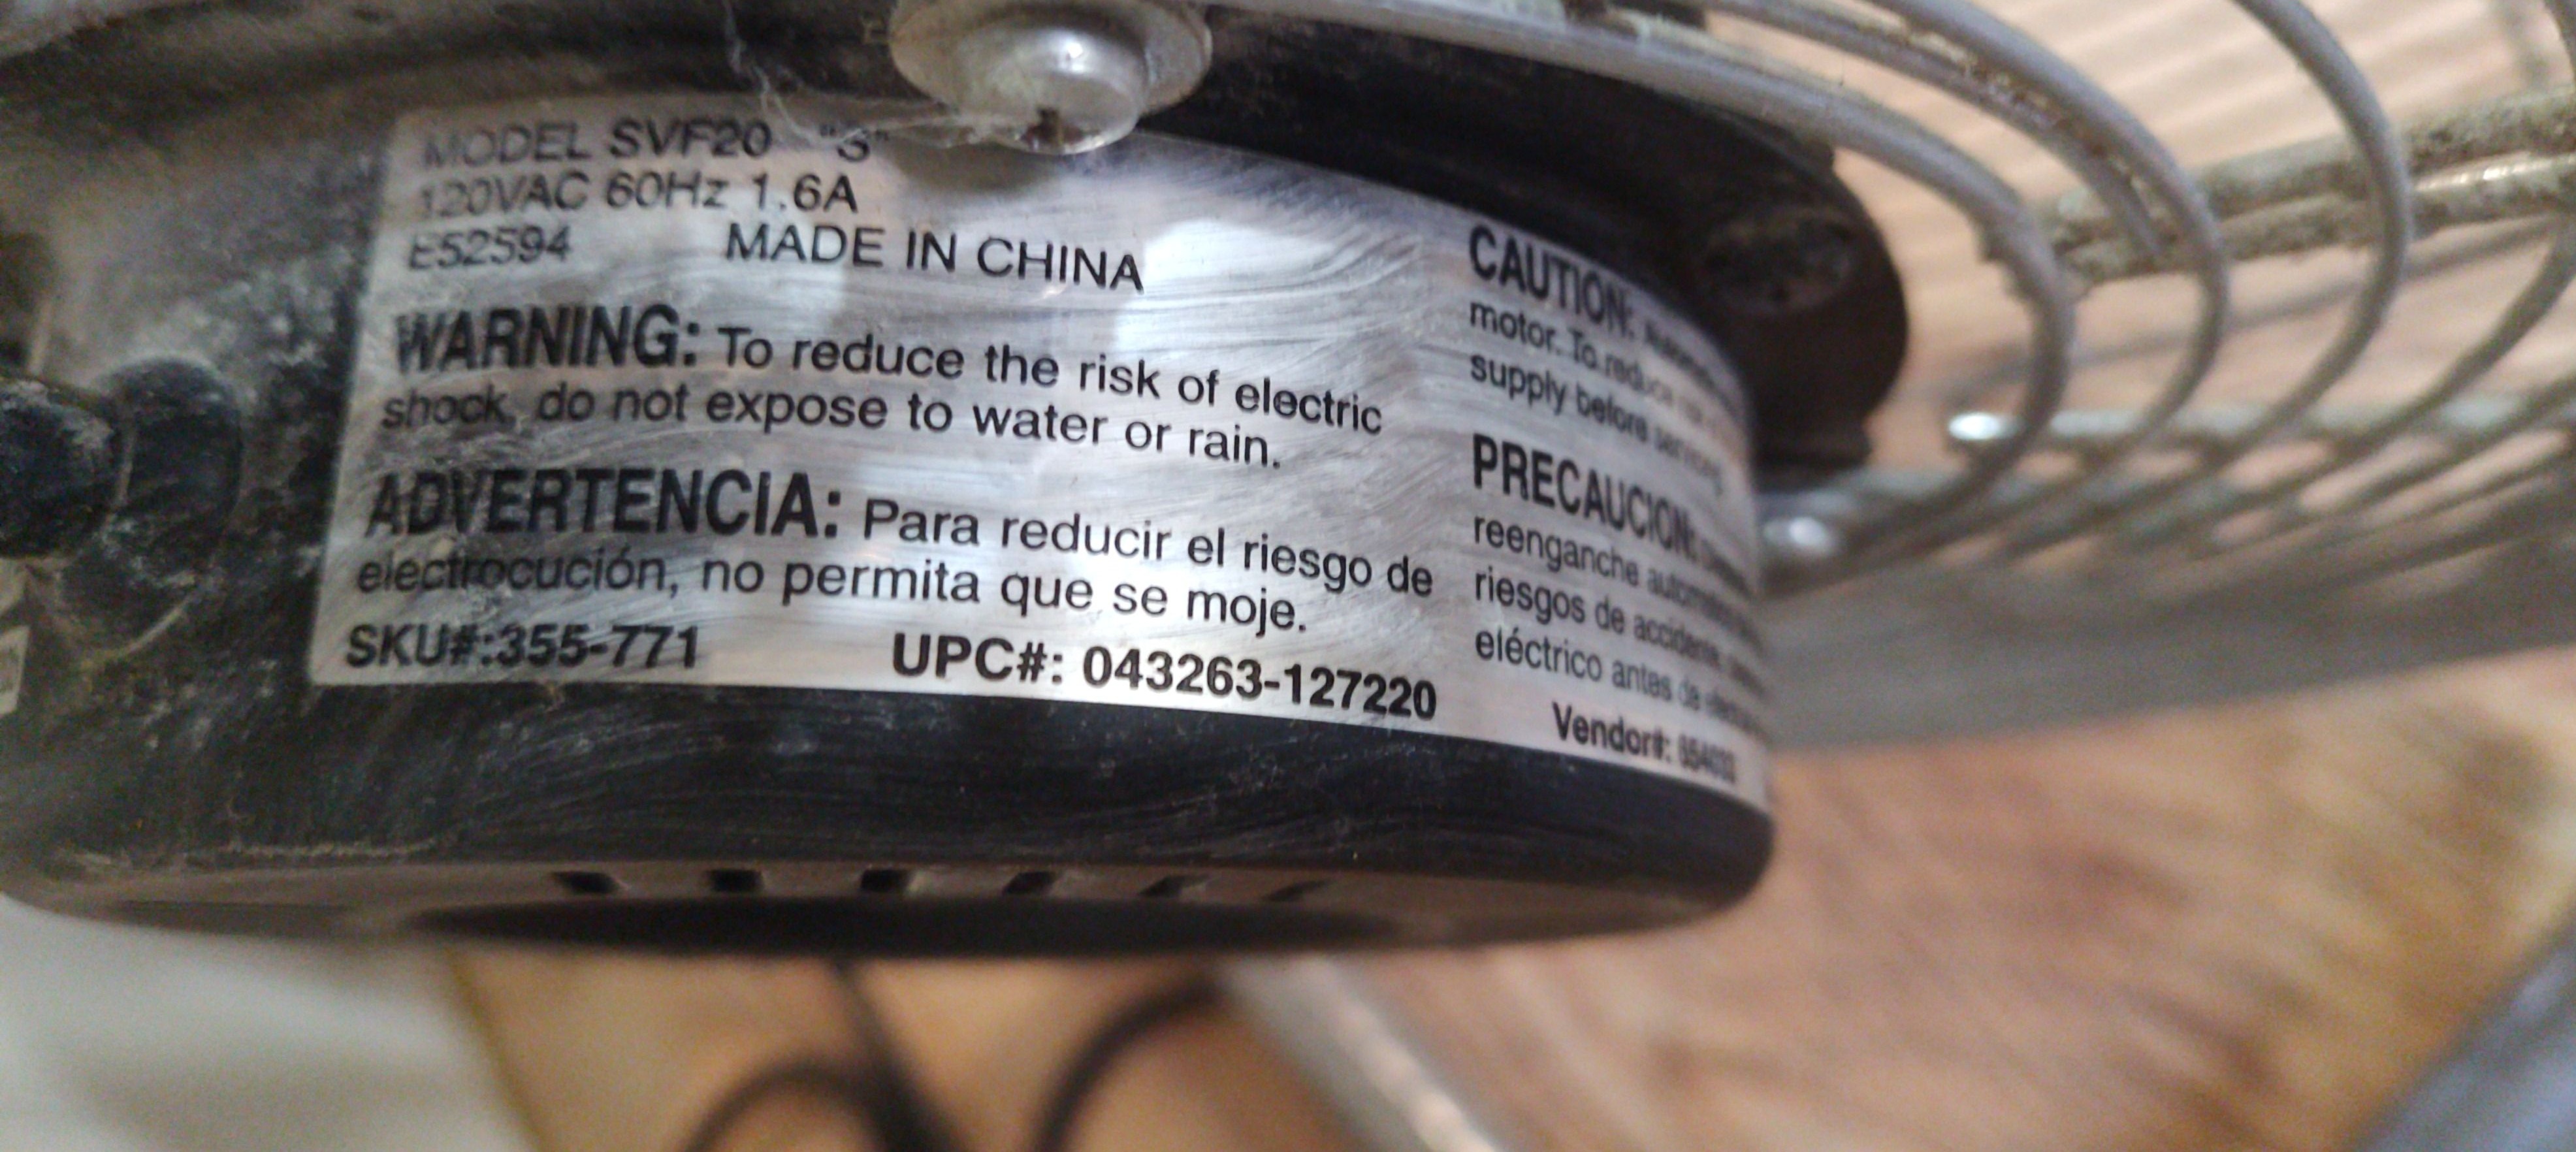 MODEL SVF20 "S"
120VAC 60Hz 1.6A
E52594 MADE IN CHINA
WARNING: To reduce the risk of electric
shock, do not expose to water or rain.
ADVERTENCIA: Para reducir el riesgo de
electrocución, no permita que se moje.
SKU#:355-771 UPC#: 043263-127220
CAUTION:
motor. To reduce
supply before servicing
PRECAUCION:
reenganche
riesgos de
eléctrico antes de
Vendor#: